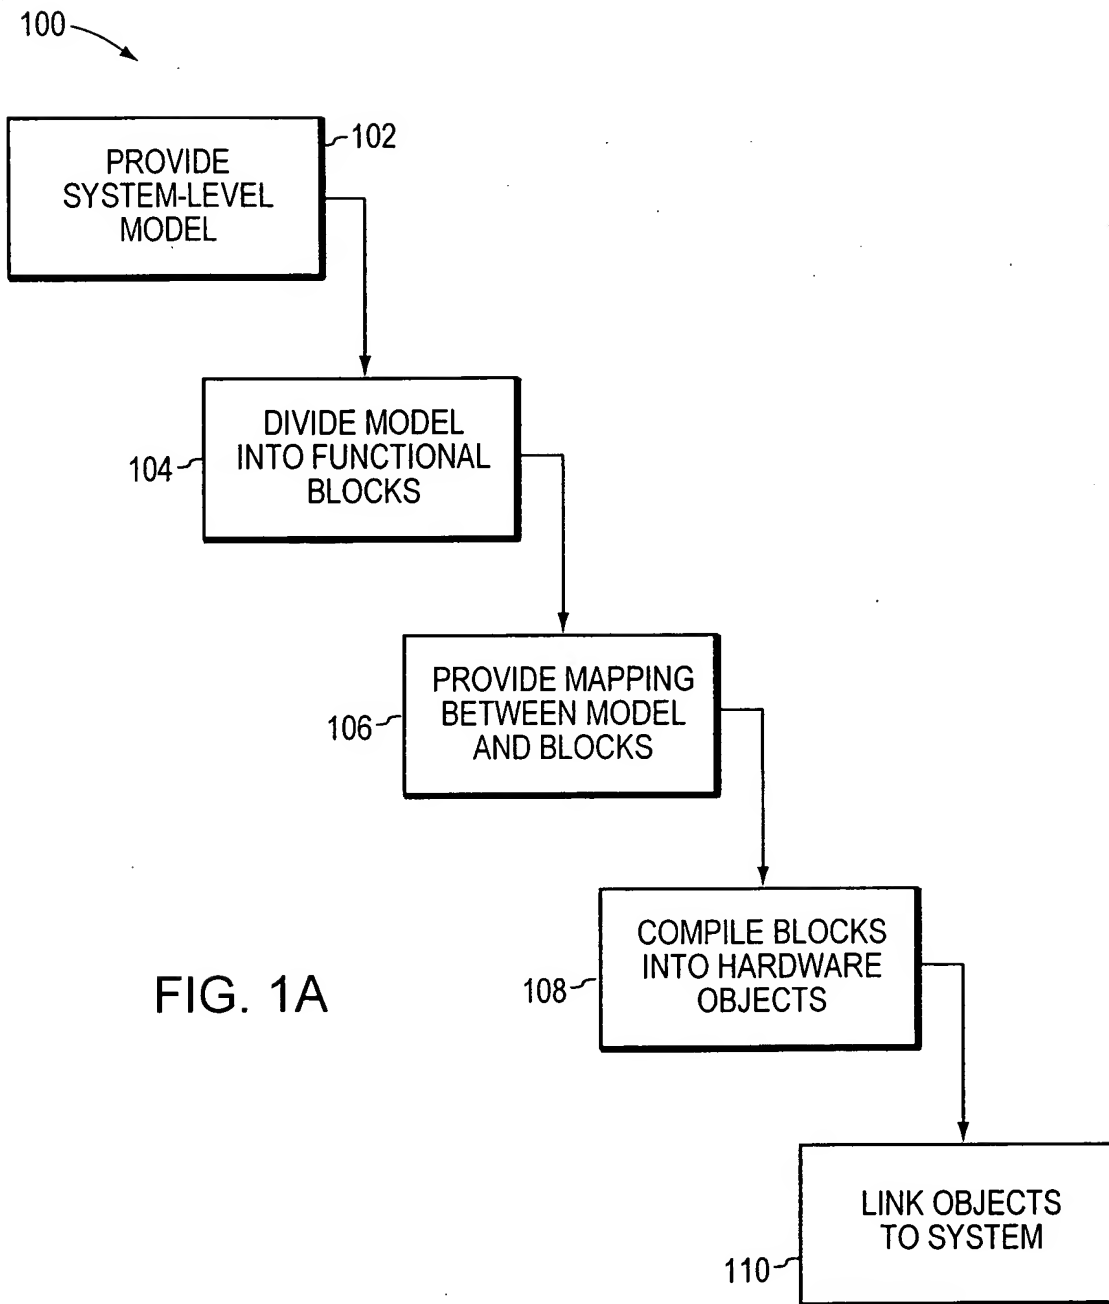 100
PROVIDE
SYSTEM-LEVEL
MODEL
102
DIVIDE MODEL
INTO FUNCTIONAL
BLOCKS
104
PROVIDE MAPPING
BETWEEN MODEL
AND BLOCKS
106
COMPILE BLOCKS
INTO HARDWARE
OBJECTS
108
FIG. 1A
LINK OBJECTS
TO SYSTEM
110